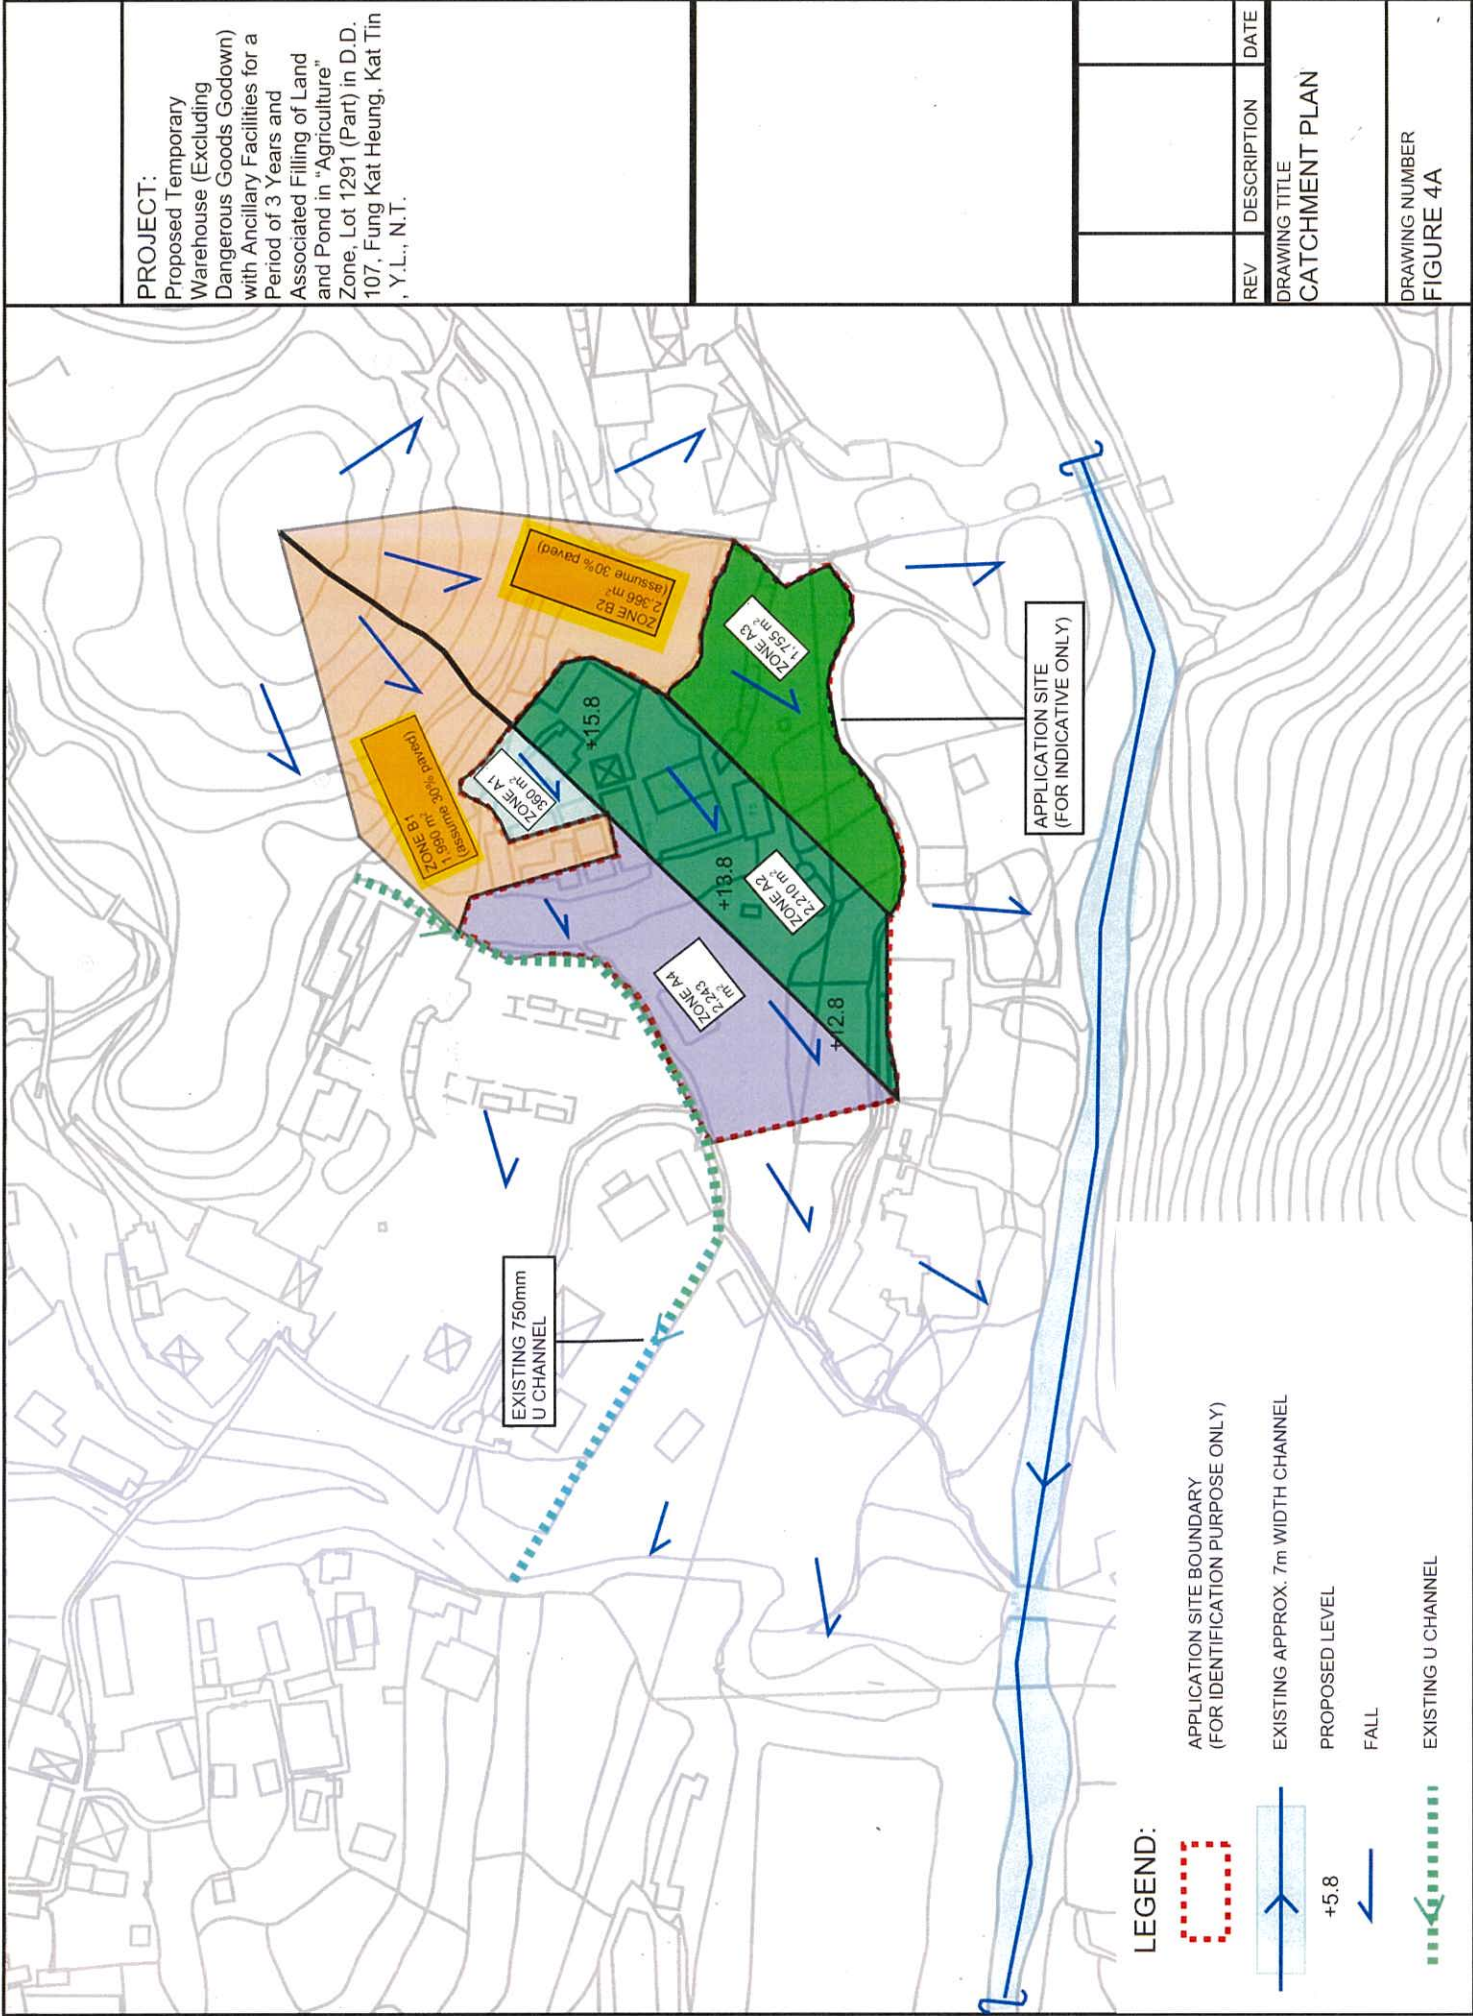 PROJECT:
Proposed Temporary
Warehouse (Excluding
Dangerous Goods Godown)
with Ancillary Facilities for a
Period of 3 Years and
Associated Filling of Land
and Pond in "Agriculture"
Zone, Lot 1291 (Part) in D.D.
107, Fung Kat Heung, Kat Tin
, Y.L., N.T.
REV DESCRIPTION DATE
DRAWING TITLE
CATCHMENT PLAN
DRAWING NUMBER
FIGURE 4A
ZONE B1
1,990 m²
(assume 30% paved)
ZONE B2
2,366 m²
(assume 30% paved)
ZONE A1
360 m²
ZONE A3
1,755 m²
ZONE A2
2,210 m²
ZONE A4
2,243
m²
+15.8
+13.8
+12.8
EXISTING 750mm
U CHANNEL
APPLICATION SITE
(FOR INDICATIVE ONLY)
LEGEND:
APPLICATION SITE BOUNDARY
(FOR IDENTIFICATION PURPOSE ONLY)
EXISTING APPROX. 7m WIDTH CHANNEL
+5.8
PROPOSED LEVEL
FALL
EXISTING U CHANNEL